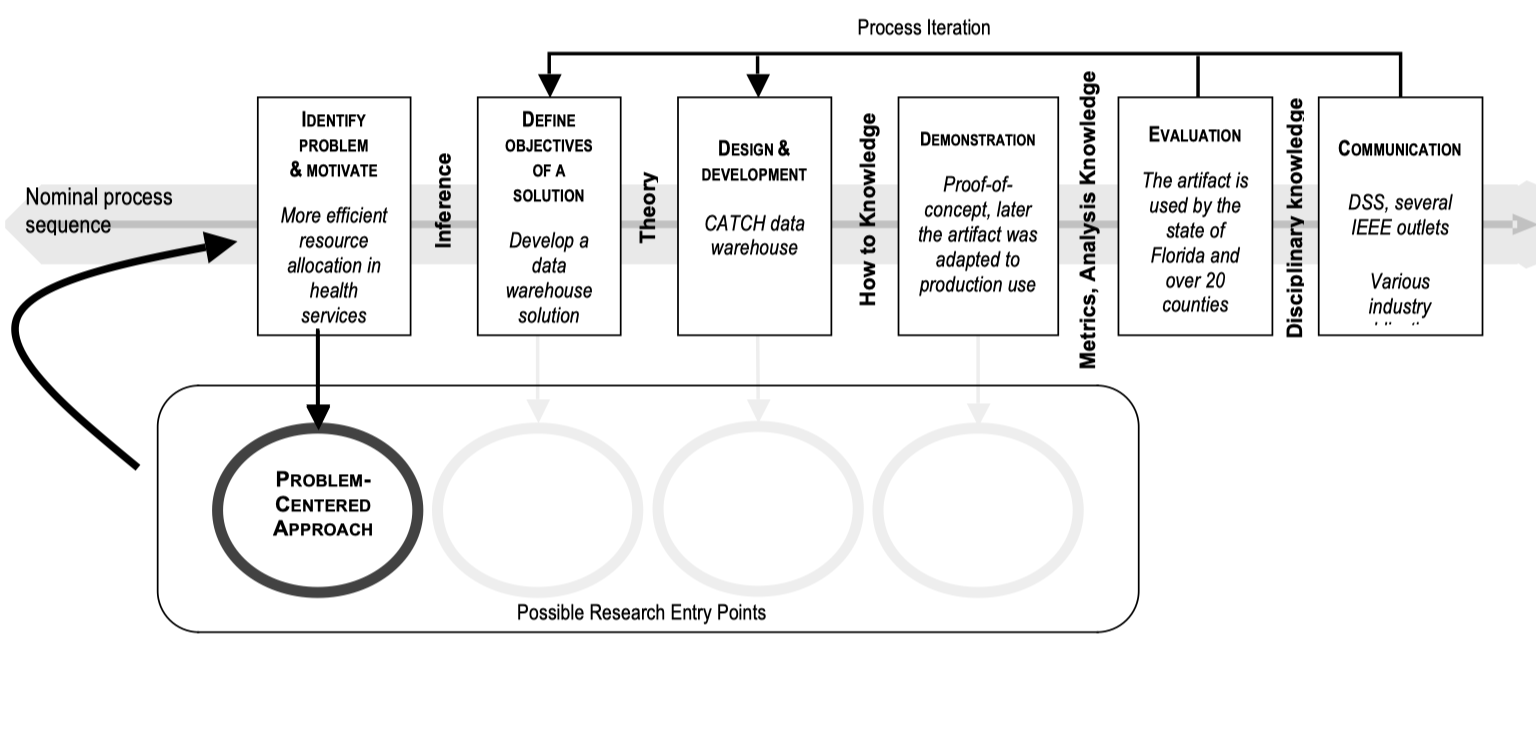 Process Iteration
Nominal process
sequence
IDENTIFY
PROBLEM
& MOTIVATE
More efficient
resource
allocation in
health
services
Inference
DEFINE
OBJECTIVES
OF A
SOLUTION
Develop a
data
warehouse
solution
Theory
DESIGN &
DEVELOPMENT
CATCH data
warehouse
How to Knowledge
DEMONSTRATION
Proof-of-
concept, later
the artifact was
adapted to
production use
Metrics, Analysis Knowledge
EVALUATION
The artifact is
used by the
state of
Florida and
over 20
counties
Disciplinary knowledge
COMMUNICATION
DSS, several
IEEE outlets
Various
industry
PROBLEM-
CENTERED
APPROACH
Possible Research Entry Points